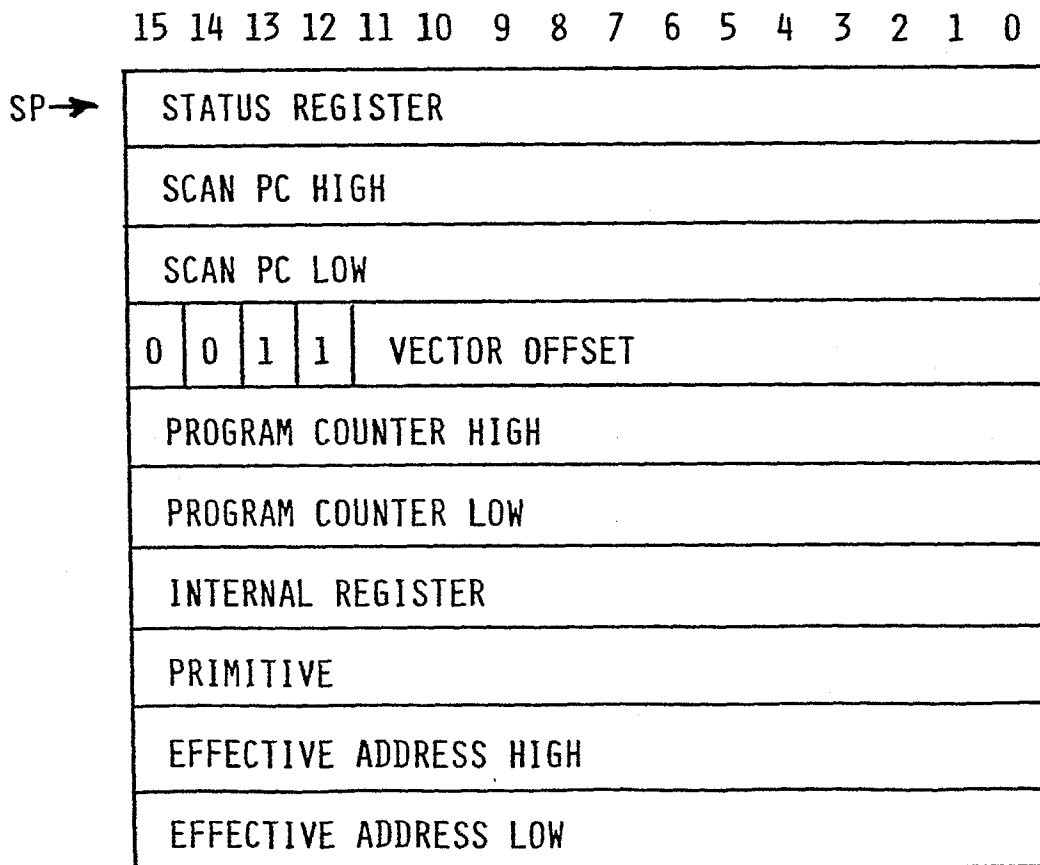 15 14 13 12 11 10 9 8 7 6 5 4 3 2 1 0
SP→ STATUS REGISTER
SCAN PC HIGH
SCAN PC LOW
0 0 1 1 VECTOR OFFSET
PROGRAM COUNTER HIGH
PROGRAM COUNTER LOW
INTERNAL REGISTER
PRIMITIVE
EFFECTIVE ADDRESS HIGH
EFFECTIVE ADDRESS LOW